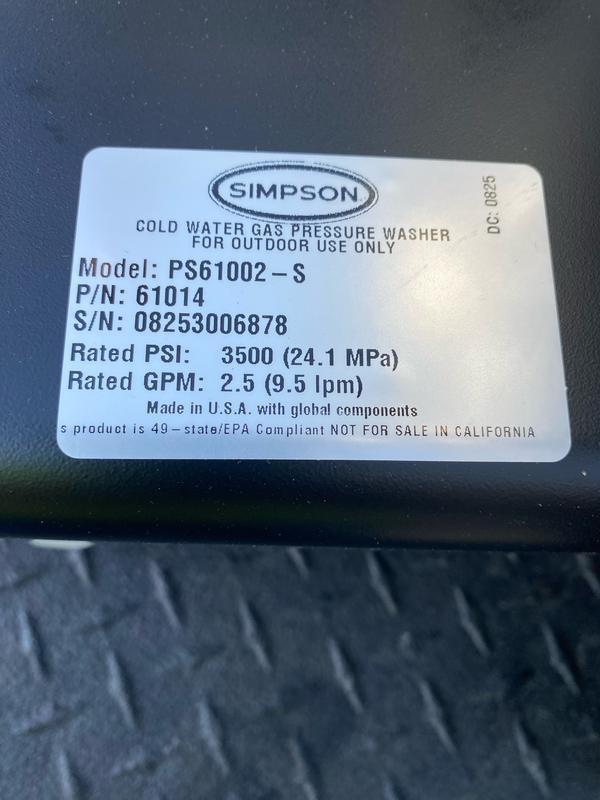 SIMPSON
DC: 0825
COLD WATER GAS PRESSURE WASHER
FOR OUTDOOR USE ONLY
Model: PS61002-S
P/N: 61014
S/N: 08253006878
Rated PSI: 3500 (24.1 MPa)
Rated GPM: 2.5 (9.5 lpm)
Made in U.S.A. with global components
s product is 49-state/EPA Compliant NOT FOR SALE IN CALIFORNIA